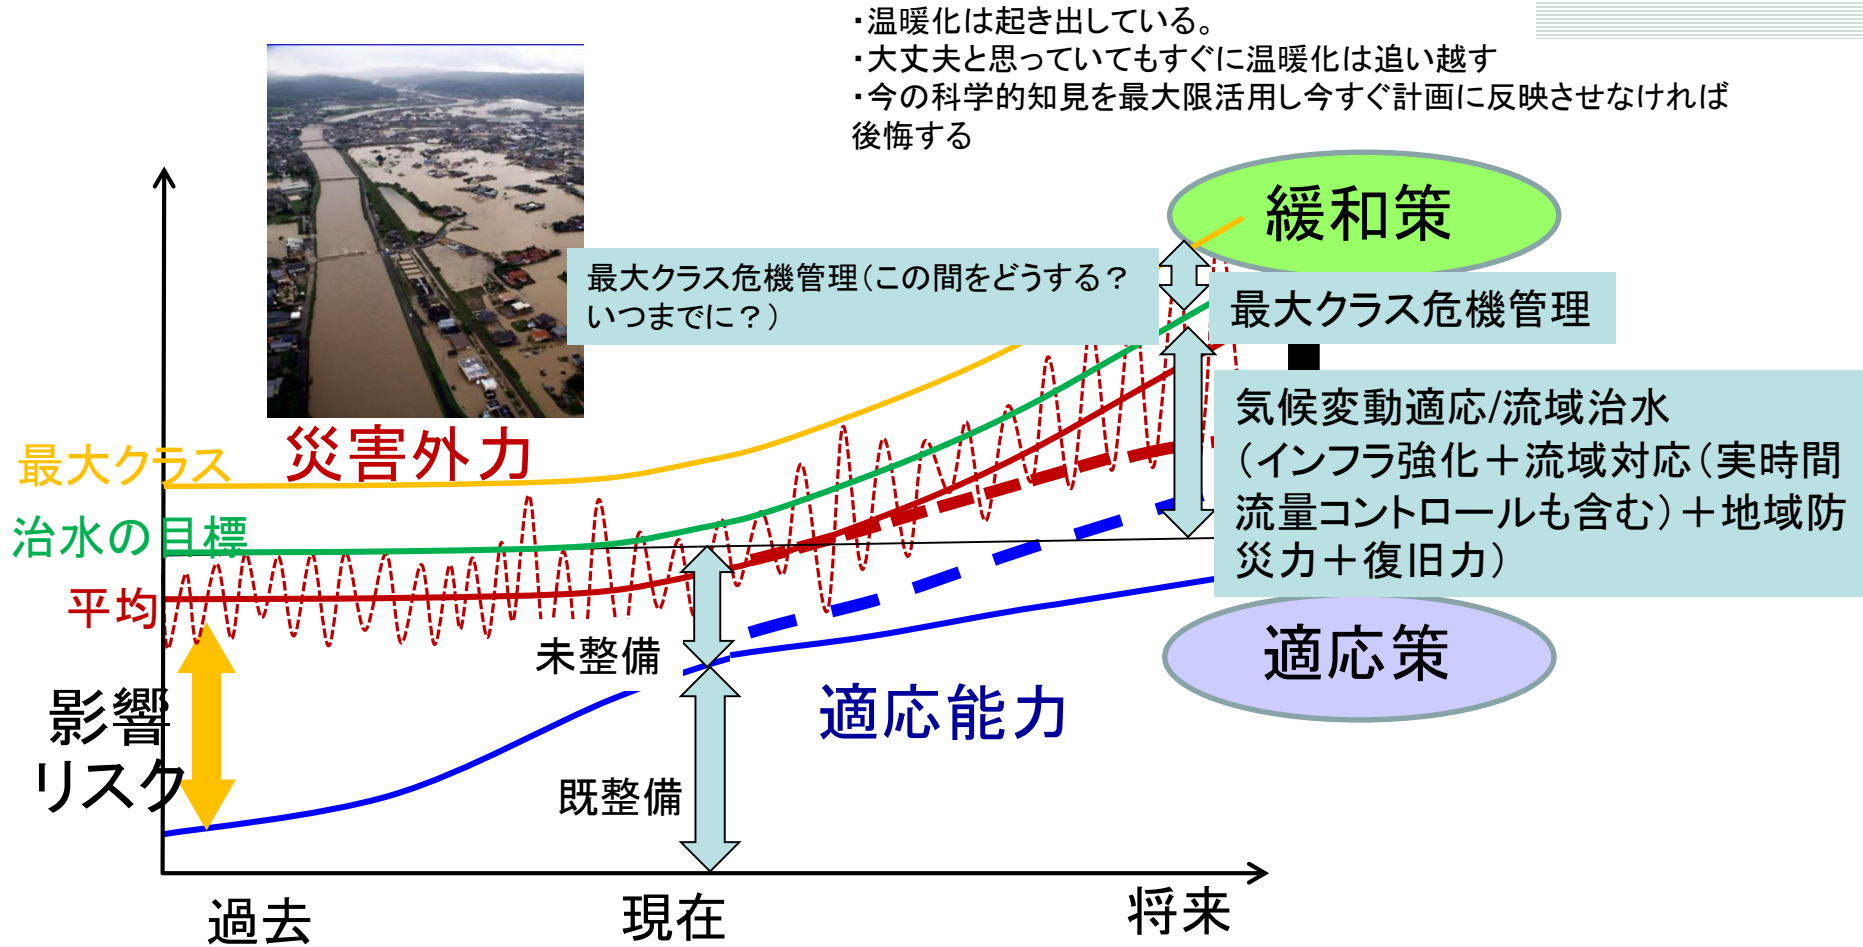 ・温暖化は起き出している。
・大丈夫と思っていてもすぐに温暖化は追い越す
・今の科学的知見を最大限活用し今すぐ計画に反映させなければ
後悔する
緩和策
最大クラス危機管理（この間をどうする？
いつまでに？）
最大クラス危機管理
気候変動適応/流域治水
（インフラ強化＋流域対応（実時間
流量コントロールも含む）＋地域防
災力＋復旧力）
災害外力
最大クラス
治水の目標
平均
未整備
適応策
影響
リスク
適応能力
既整備
過去
現在
将来